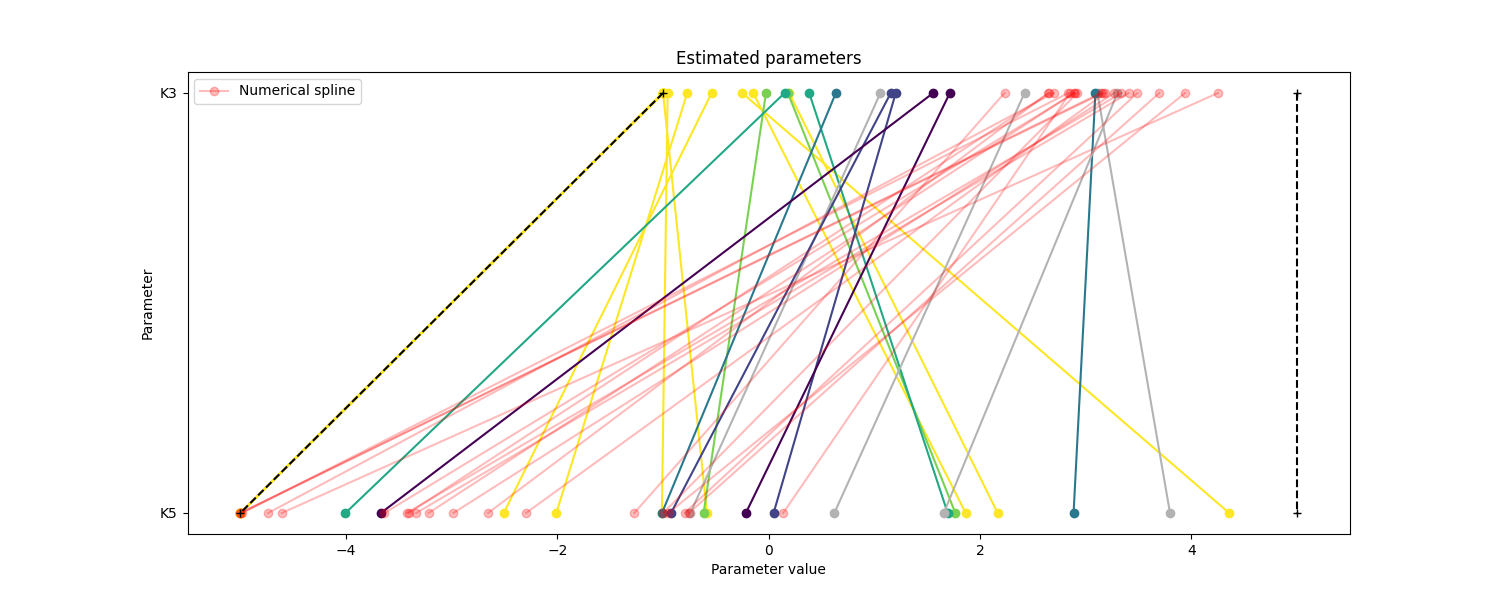 Estimated parameters
Numerical spline
K3
K5
Parameter
−4
−2
0
2
4
Parameter value